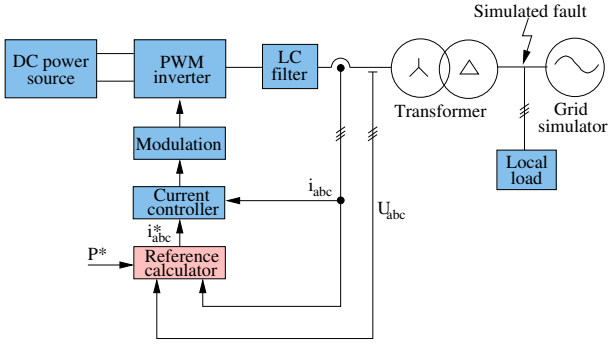 Simulated fault
DC power
source
PWM
inverter
LC
filter
Transformer
Grid
simulator
Modulation
Local
load
Current
controller
i_abc
U_abc
i*_abc
P*
Reference
calculator